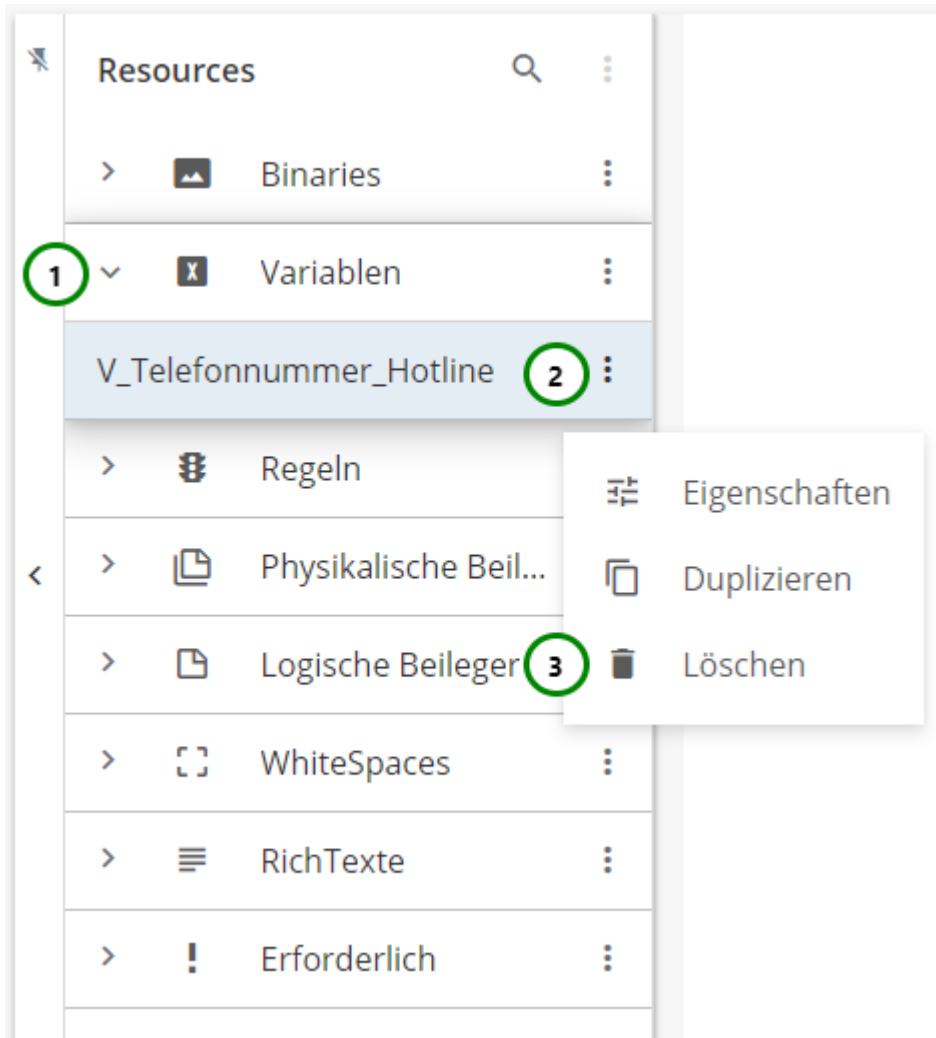 Resources
Binaries
1
Variablen
V_Telefonnummer_Hotline
2
Regeln
Eigenschaften
Physikalische Beil...
Duplizieren
Logische Beileger
3
Löschen
WhiteSpaces
RichTexte
Erforderlich